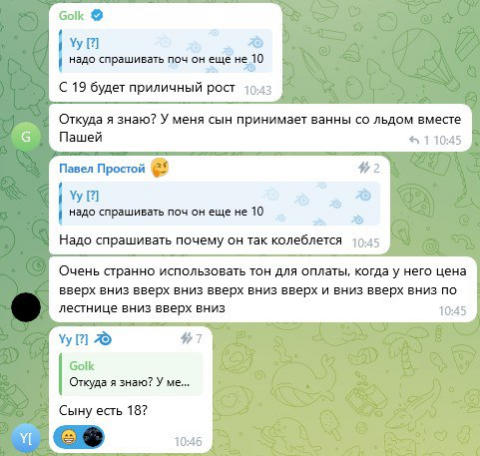 Golk
Yy [?]
надо спрашивать поч он еще не 10
С 19 будет приличный рост 10:43
Откуда я знаю? У меня сын принимает ванны со льдом вместе
Пашей
1 10:45
G
Павел Простой 2
Yy [?]
надо спрашивать поч он еще не 10
Надо спрашивать почему он так колеблется 10:45
Очень странно использовать тон для оплаты, когда у него цена
вверх вниз вверх вниз вверх вниз вверх и вниз вверх вниз по
лестнице вниз вверх вниз
10:45
Yy [?] 7
Golk
Откуда я знаю? У ме...
Сыну есть 18?
10:46
Y[